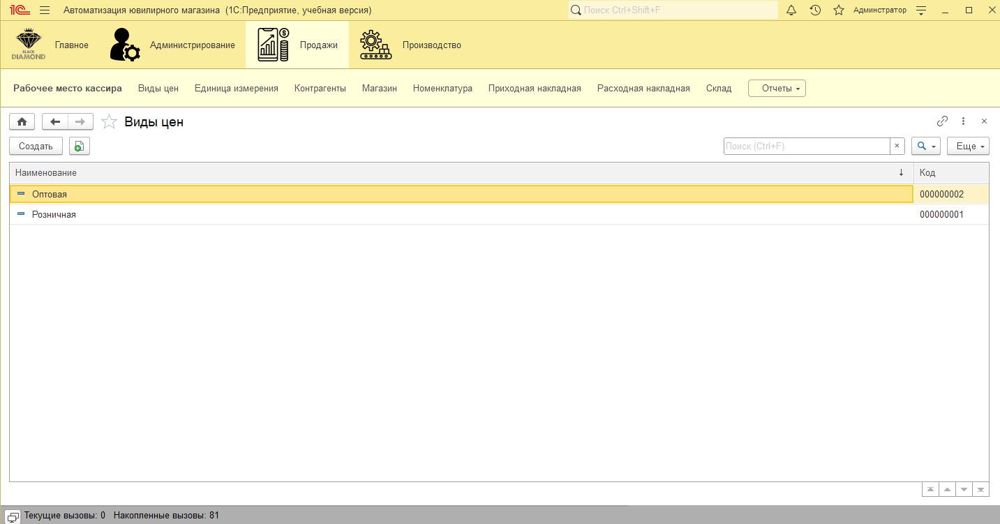 1С Автоматизация ювилирного магазина (1С:Предприятие, учебная версия) Поиск Ctrl+Shift+F Админстратор
BLACK DIAMOND Главное Администрирование Продажи Производство
Рабочее место кассира Виды цен Единица измерения Контрагенты Магазин Номенклатура Приходная накладная Расходная накладная Склад Отчеты
Виды цен
Создать Поиск (Ctrl+F) × Еще
Наименование ↓ Код
Оптовая 000000002
Розничная 000000001
Текущие вызовы: 0 Накопленные вызовы: 81